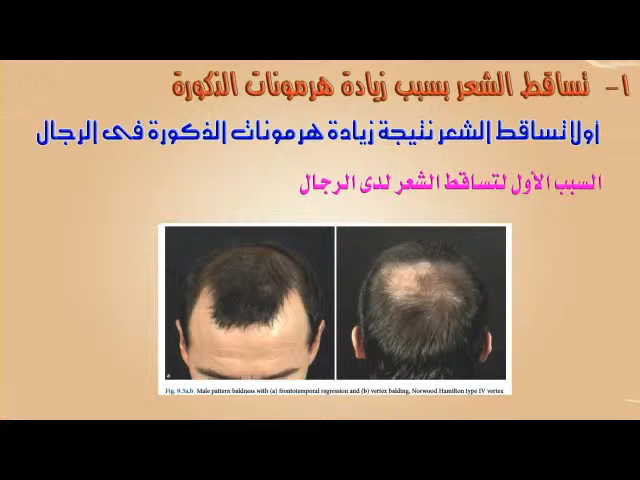 ١- تساقط الشعر بسبب زيادة هرمونات الذكورة
أولا تساقط الشعر نتيجة زيادة هرمونات الذكورة فى الرجال
السبب الأول لتساقط الشعر لدى الرجال
a
Fig. 9.3a,b Male pattern baldness with (a) frontotemporal regression and (b) vertex balding, Norwood Hamilton type IV vertex